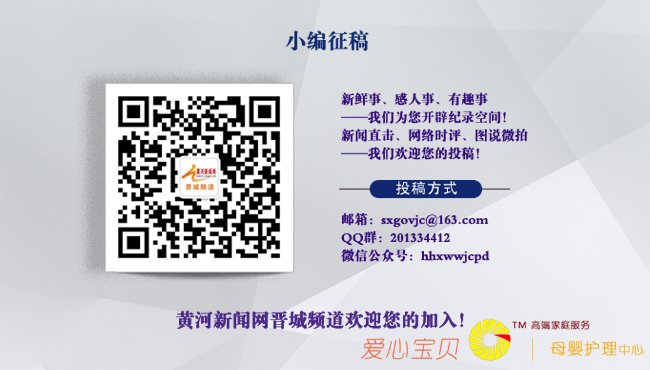 小编征稿
新鲜事、感人事、有趣事
——我们为您开辟纪录空间!
新闻直击、网络时评、图说微拍
——我们欢迎您的投稿!
投稿方式
邮箱：sxgovjc@163.com
QQ群：201334412
微信公众号：hhxwwjcpd
晋城频道
黄河新闻网晋城频道欢迎您的加入!
爱心宝贝
TM 高端家庭服务
母婴护理中心